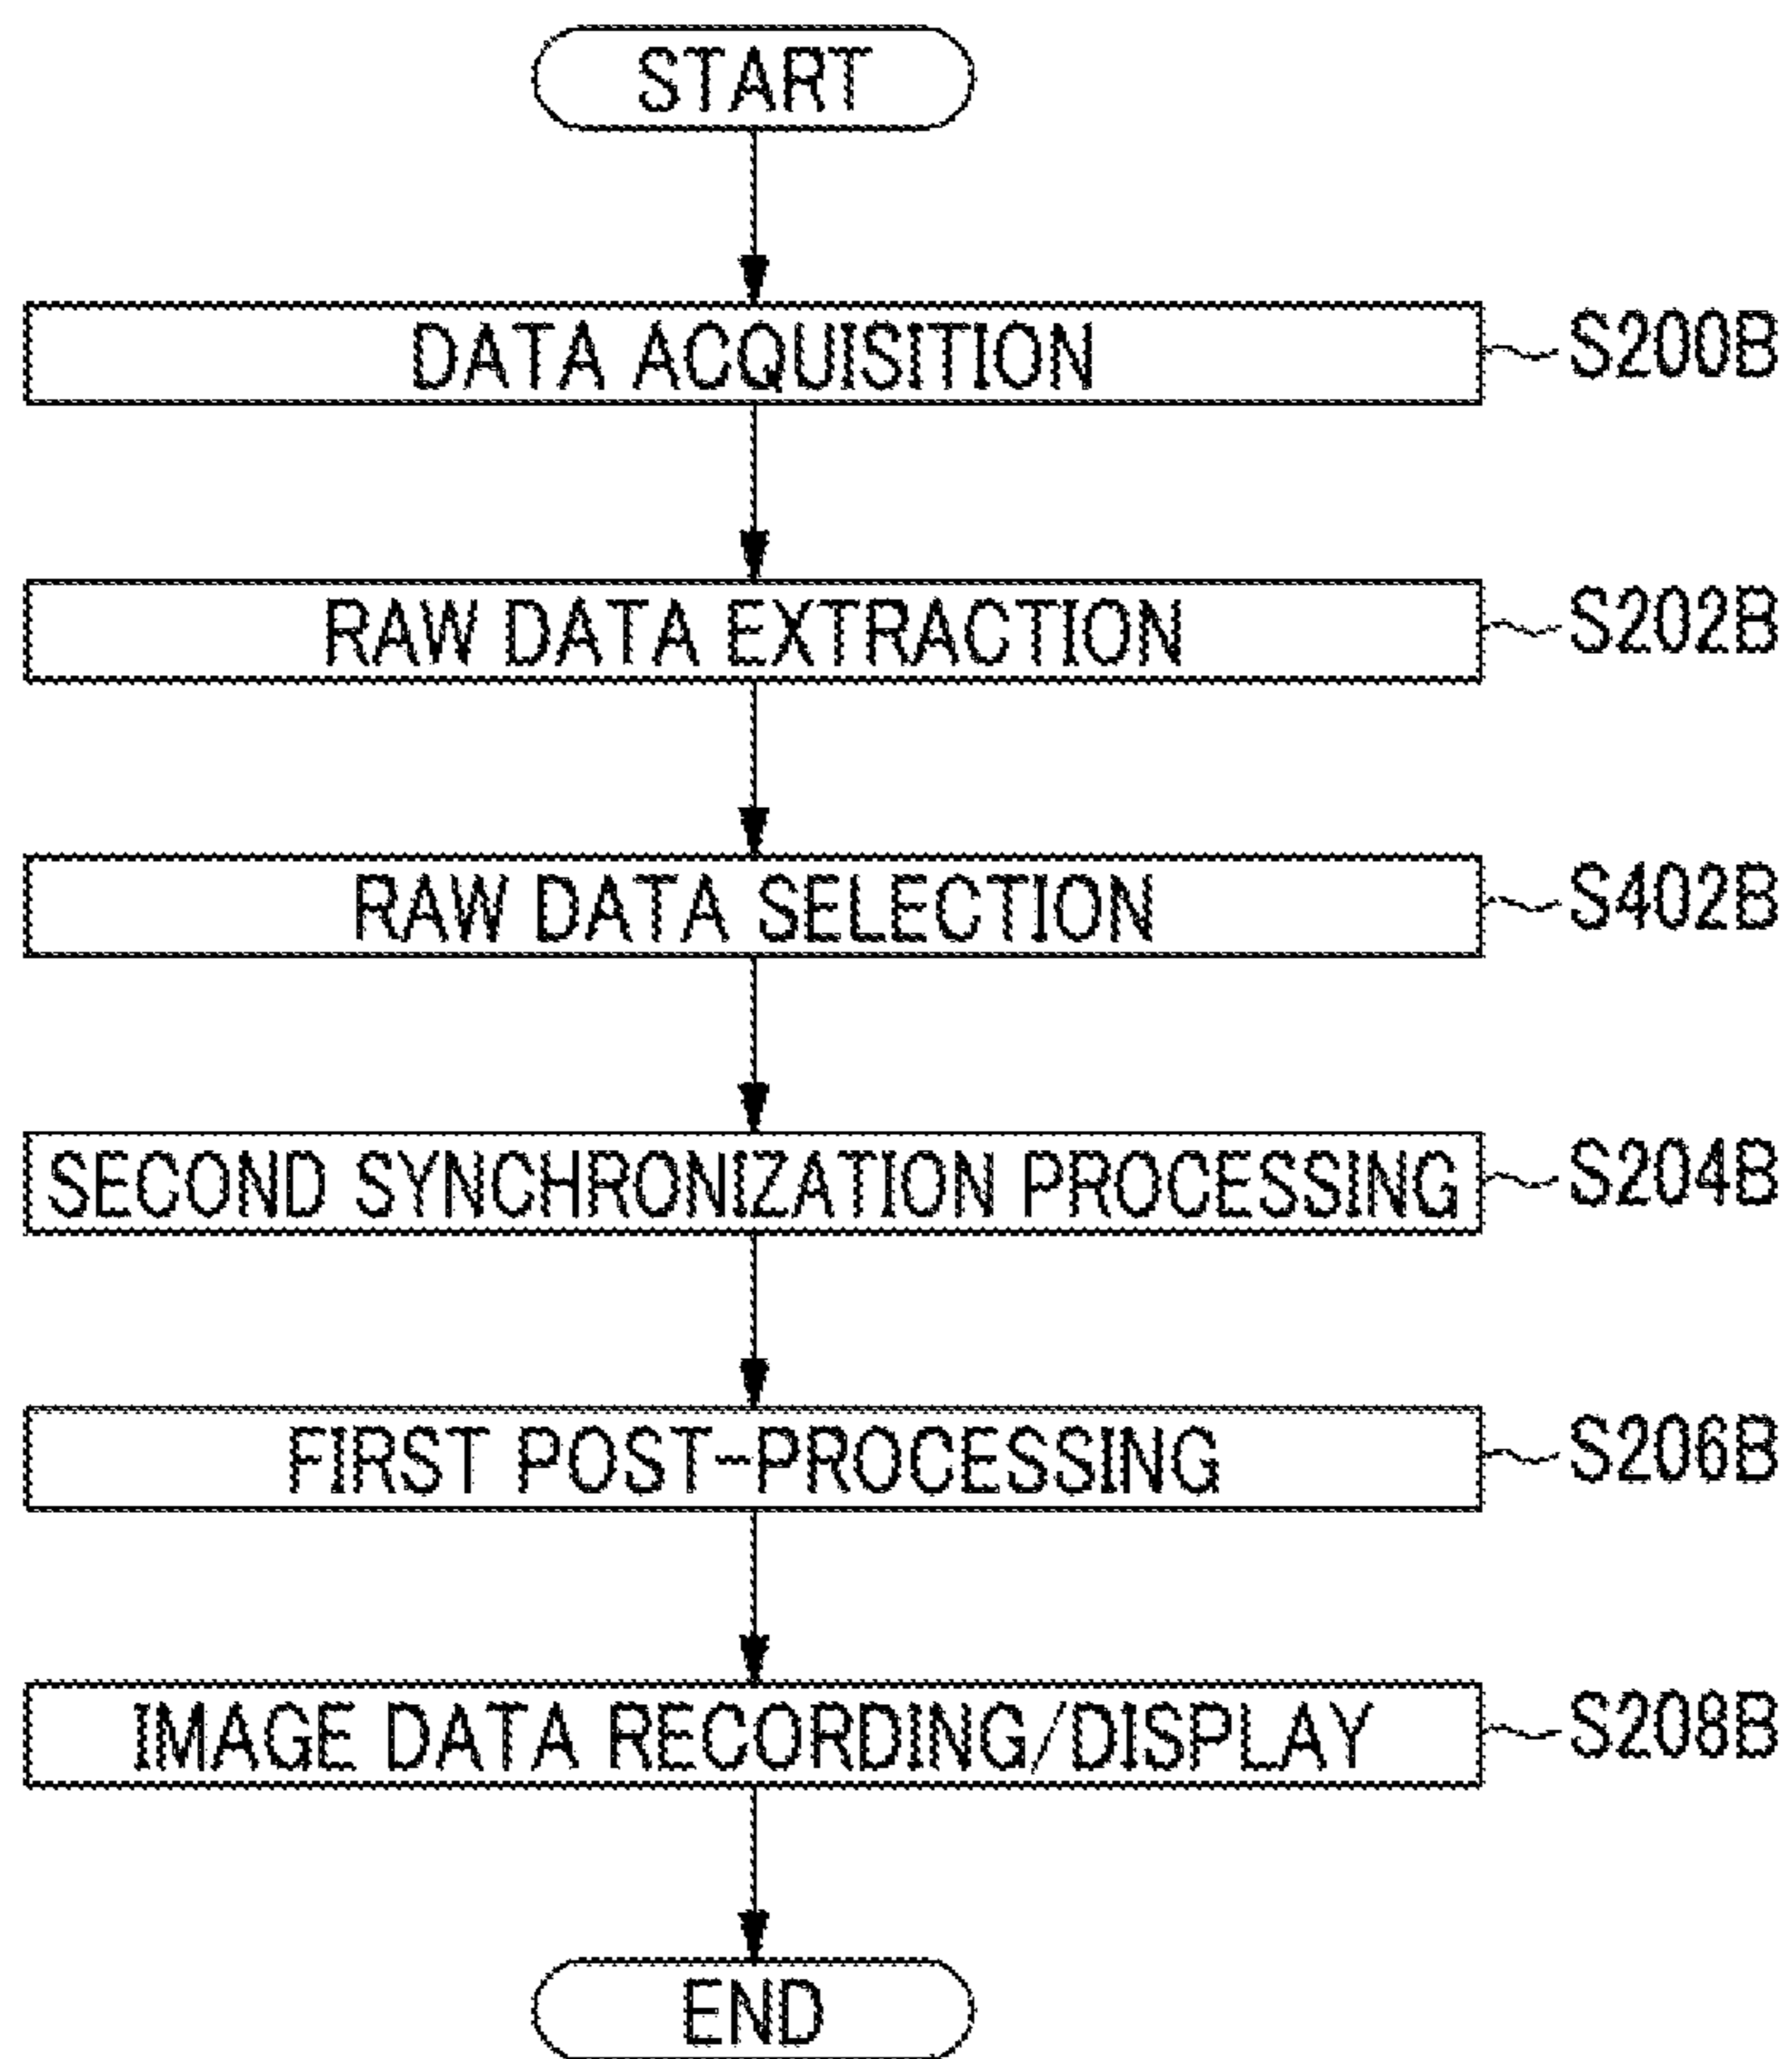 START
DATA ACQUISITION S200B
RAW DATA EXTRACTION S202B
RAW DATA SELECTION S402B
SECOND SYNCHRONIZATION PROCESSING S204B
FIRST POST-PROCESSING S206B
IMAGE DATA RECORDING/DISPLAY S208B
END